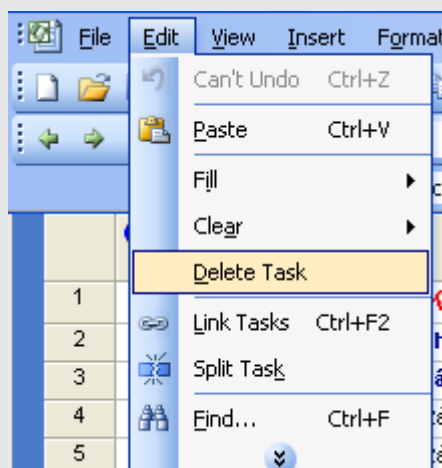 File Edit View Insert Format
Can't Undo Ctrl+Z
Paste Ctrl+V
Fill
Clear
Delete Task
1
Link Tasks Ctrl+F2
2
3 Split Task
4 Find... Ctrl+F
5